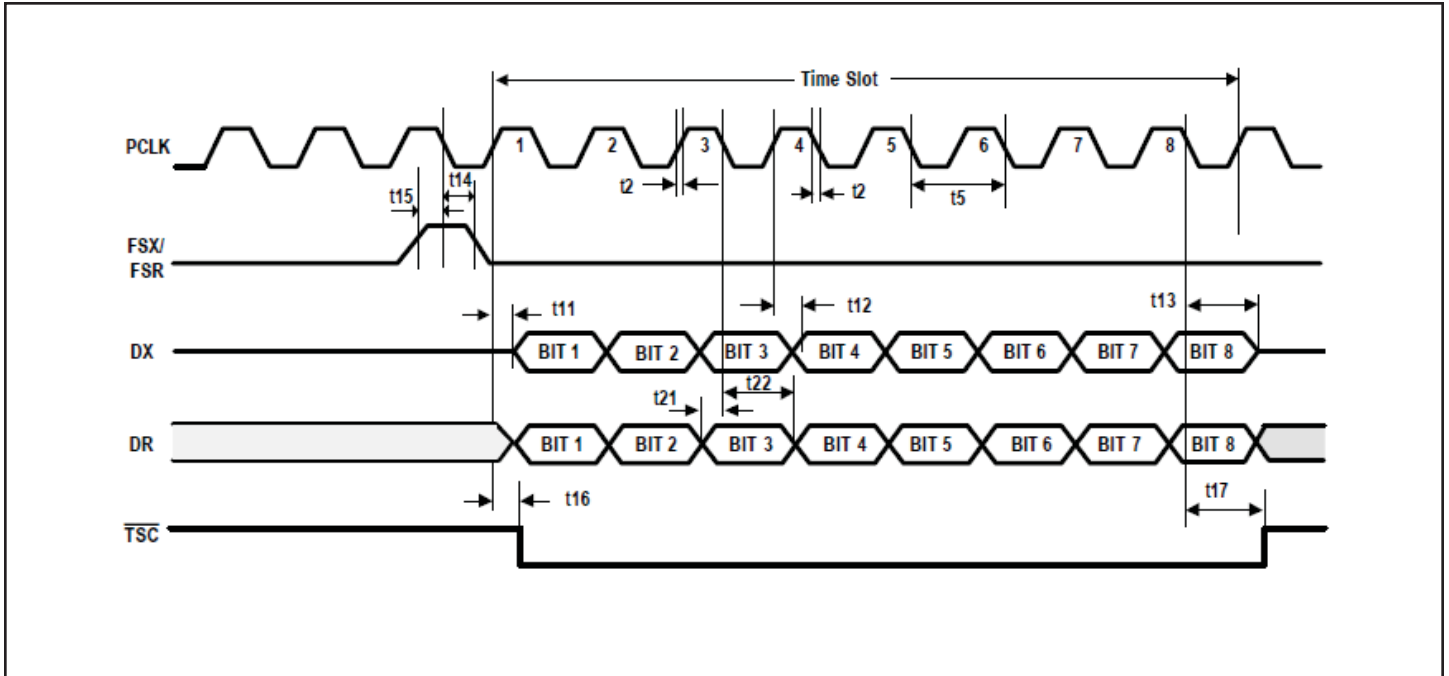 Time Slot
PCLK
1 2 3 4 5 6 7 8
t2 t2 t5
t15 t14
FSX/
FSR
t11 t12 t13
DX
BIT 1 BIT 2 BIT 3 BIT 4 BIT 5 BIT 6 BIT 7 BIT 8
t21 t22
DR
BIT 1 BIT 2 BIT 3 BIT 4 BIT 5 BIT 6 BIT 7 BIT 8
t16 t17
TSC